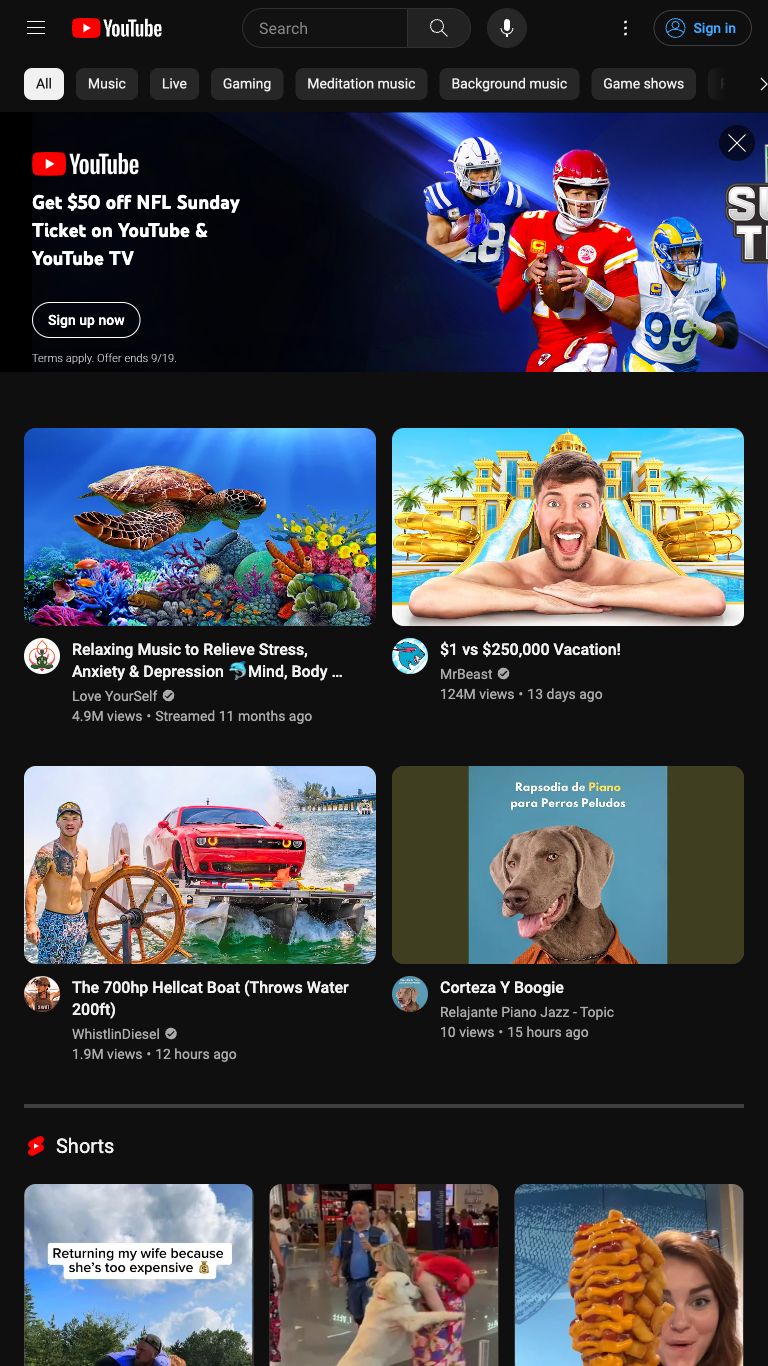 YouTube
Search
Sign in
All
Music
Live
Gaming
Meditation music
Background music
Game shows
YouTube
Get $50 off NFL Sunday
Ticket on YouTube &
YouTube TV
Sign up now
Terms apply. Offer ends 9/19.
28
15
RAMS
99
Relaxing Music to Relieve Stress,
Anxiety & Depression 🐬Mind, Body ...
Love YourSelf
4.9M views • Streamed 11 months ago
$1 vs $250,000 Vacation!
MrBeast
124M views • 13 days ago
Rapsodia de Piano
para Perros Peludos
The 700hp Hellcat Boat (Throws Water
200ft)
WhistlinDiesel
1.9M views • 12 hours ago
Corteza Y Boogie
Relajante Piano Jazz - Topic
10 views • 15 hours ago
Shorts
Returning my wife because
she's too expensive 💰